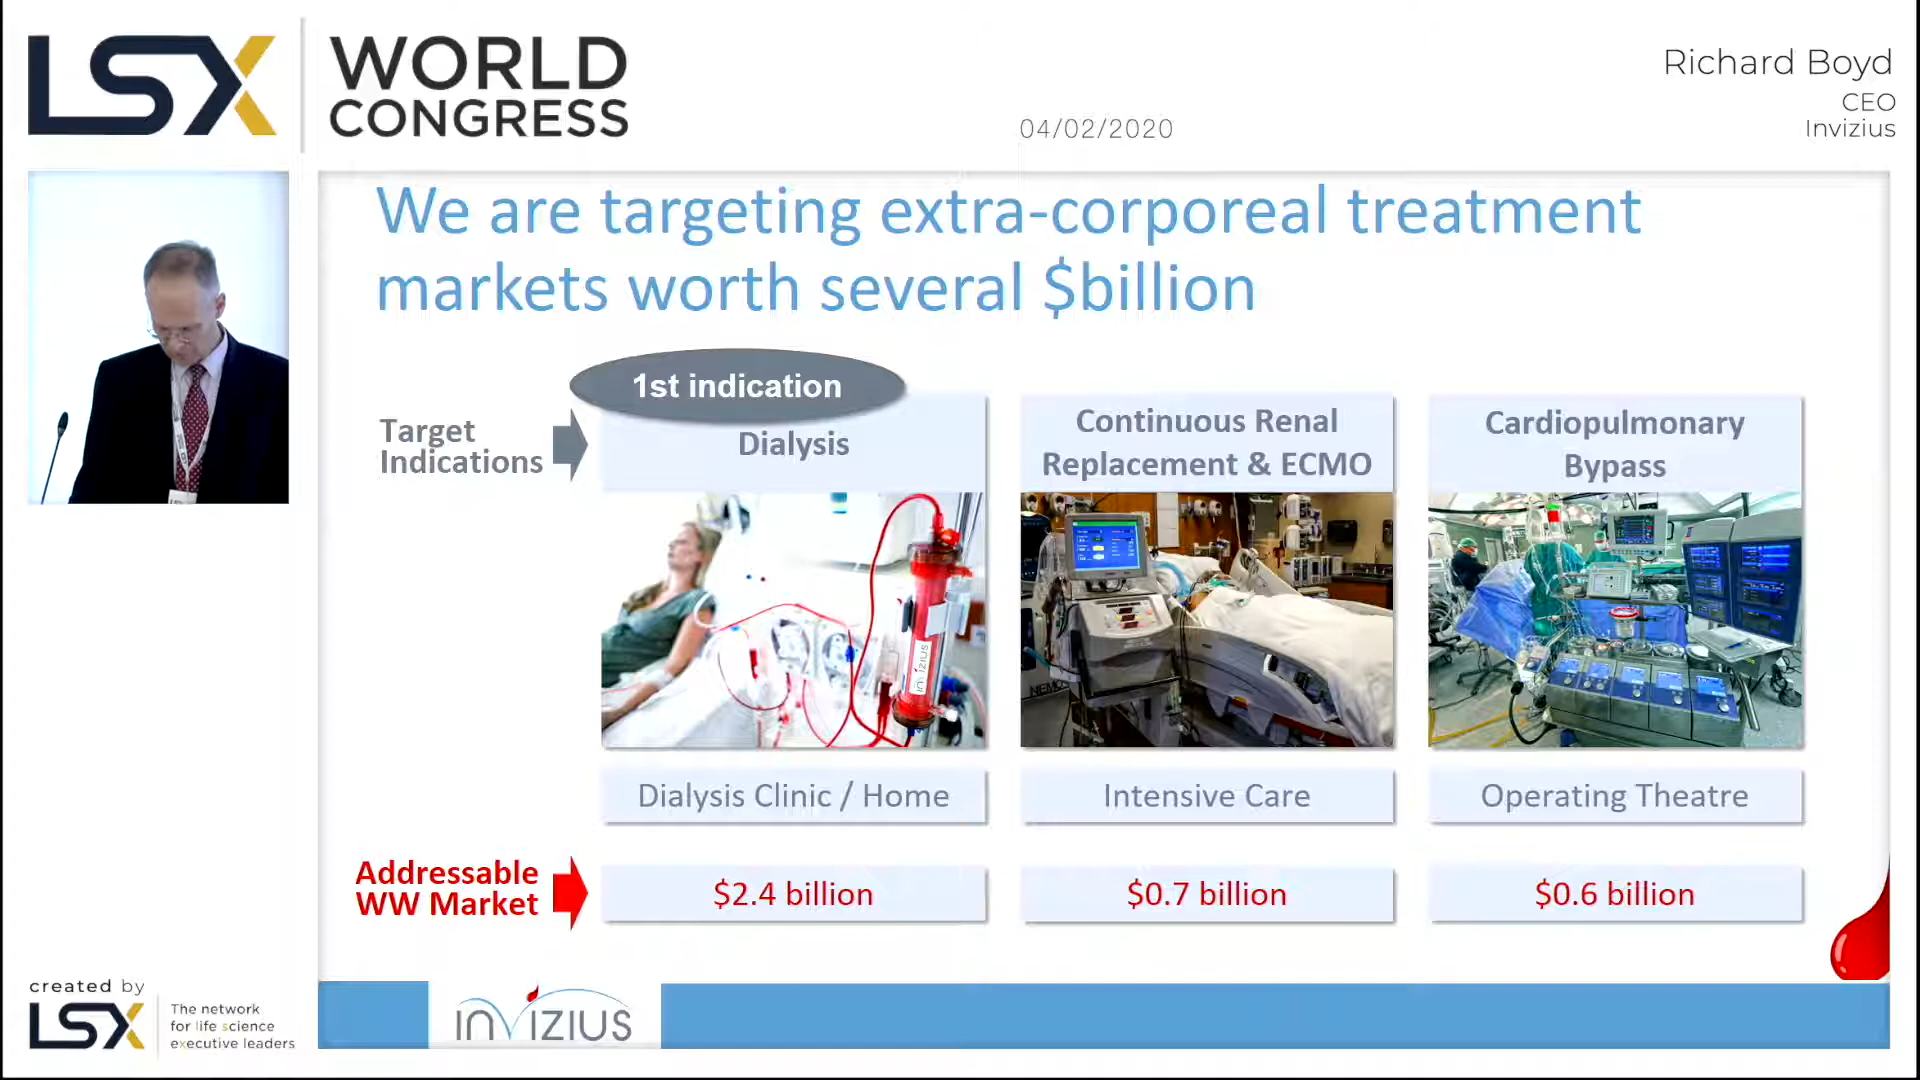 LSX
WORLD
CONGRESS
04/02/2020
Richard Boyd
CEO
Invizius
We are targeting extra-corporeal treatment
markets worth several $billion
1st indication
Target
Indications
Dialysis
Continuous Renal
Replacement & ECMO
Cardiopulmonary
Bypass
INVIZIUS
Dialysis Clinic / Home
Intensive Care
Operating Theatre
Addressable
WW Market
$2.4 billion
$0.7 billion
$0.6 billion
created by
LSX
The network
for life science
executive leaders
INVIZIUS